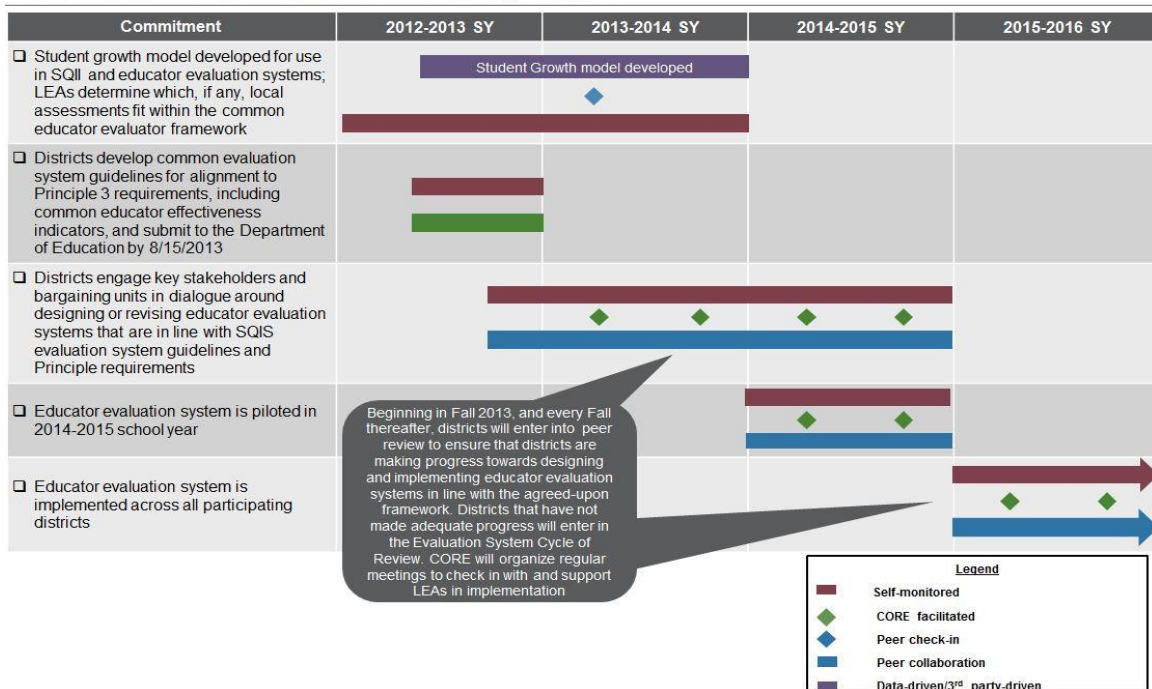 Commitment 2012-2013 SY 2013-2014 SY 2014-2015 SY 2015-2016 SY
Student growth model developed for use
in SQII and educator evaluation systems;
LEAs determine which, if any, local
assessments fit within the common
educator evaluator framework
Student Growth model developed
Districts develop common evaluation
system guidelines for alignment to
Principle 3 requirements, including
common educator effectiveness
indicators, and submit to the Department
of Education by 8/15/2013
Districts engage key stakeholders and
bargaining units in dialogue around
designing or revising educator evaluation
systems that are in line with SQIS
evaluation system guidelines and
Principle requirements
Educator evaluation system is piloted in
2014-2015 school year
Educator evaluation system is
implemented across all participating
districts
Beginning in Fall 2013, and every Fall
thereafter, districts will enter into peer
review to ensure that districts are
making progress towards designing
and implementing educator evaluation
systems in line with the agreed-upon
framework. Districts that have not
made adequate progress will enter in
the Evaluation System Cycle of
Review. CORE will organize regular
meetings to check in with and support
LEAs in implementation
Legend
Self-monitored
CORE facilitated
Peer check-in
Peer collaboration
Data-driven/3rd party-driven